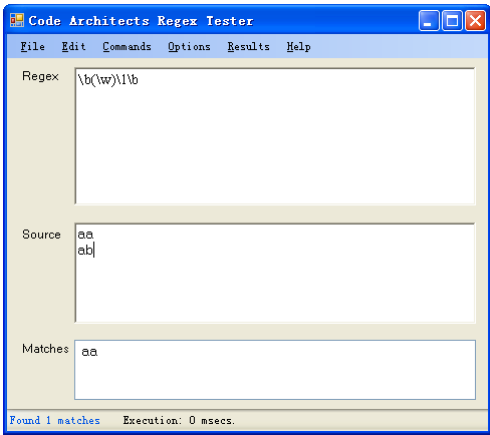 Code Architects Regex Tester
File Edit Commands Options Results Help
Regex
\b(\w)\1\b
Source
aa
ab
Matches
aa
Found 1 matches Execution: 0 msecs.